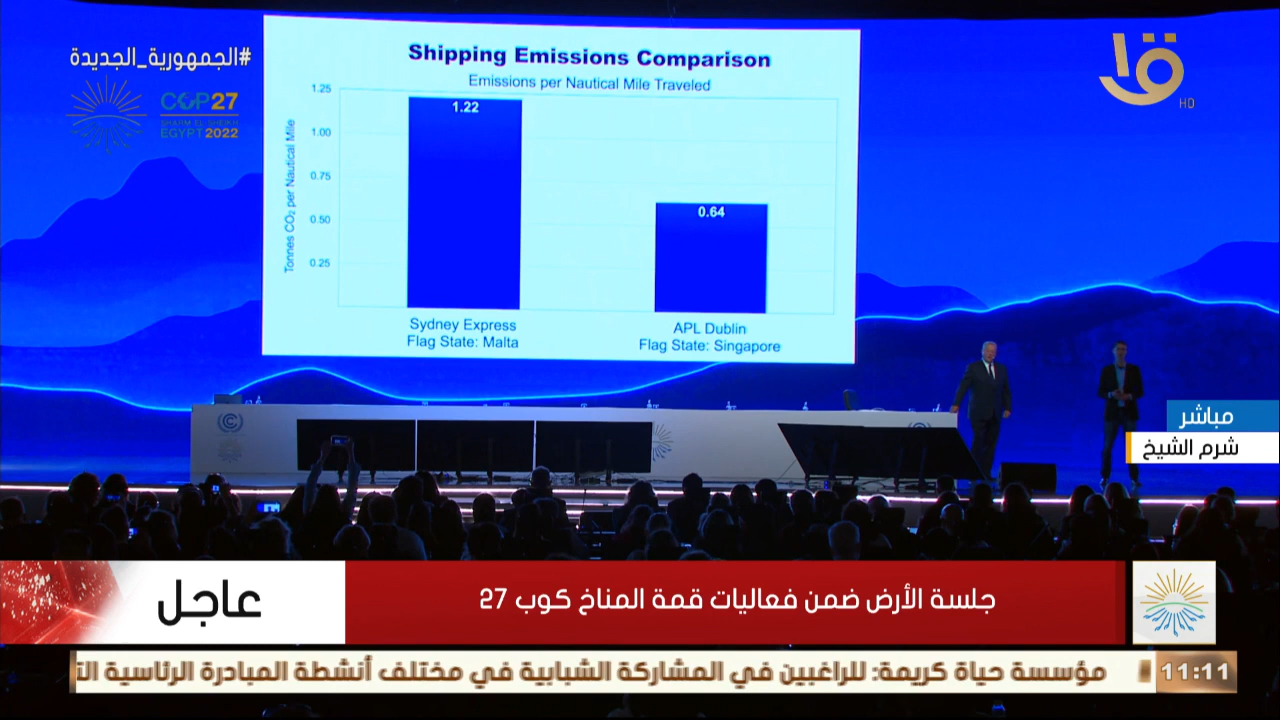 #الجمهورية_الجديدة
COP27
SHARM EL-SHEIKH
EGYPT 2022
HD
Shipping Emissions Comparison
Emissions per Nautical Mile Traveled
Tonnes CO₂ per Nautical Mile
1.25
1.00
0.75
0.50
0.25
1.22
0.64
Sydney Express
Flag State: Malta
APL Dublin
Flag State: Singapore
مباشر
شرم الشيخ
عاجل
جلسة الأرض ضمن فعاليات قمة المناخ كوب 27
مؤسسة حياة كريمة: للراغبين في المشاركة الشبابية في مختلف أنشطة المبادرة الرئاسية
11:11